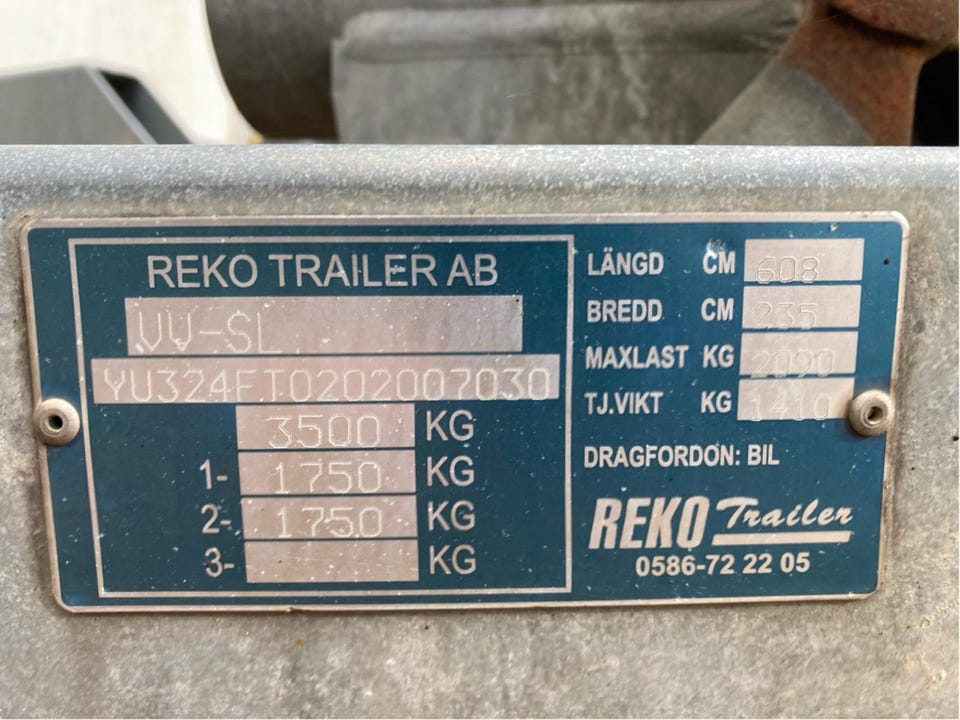 REKO TRAILER AB
VV-SL
YU324FT0202007030
3500 KG
1- 1750 KG
2- 1750 KG
3- KG
LÄNGD CM 608
BREDD CM 235
MAXLAST KG 2090
TJ.VIKT KG 1410
DRAGFORDON: BIL
REKO Trailer
0586-72 22 05